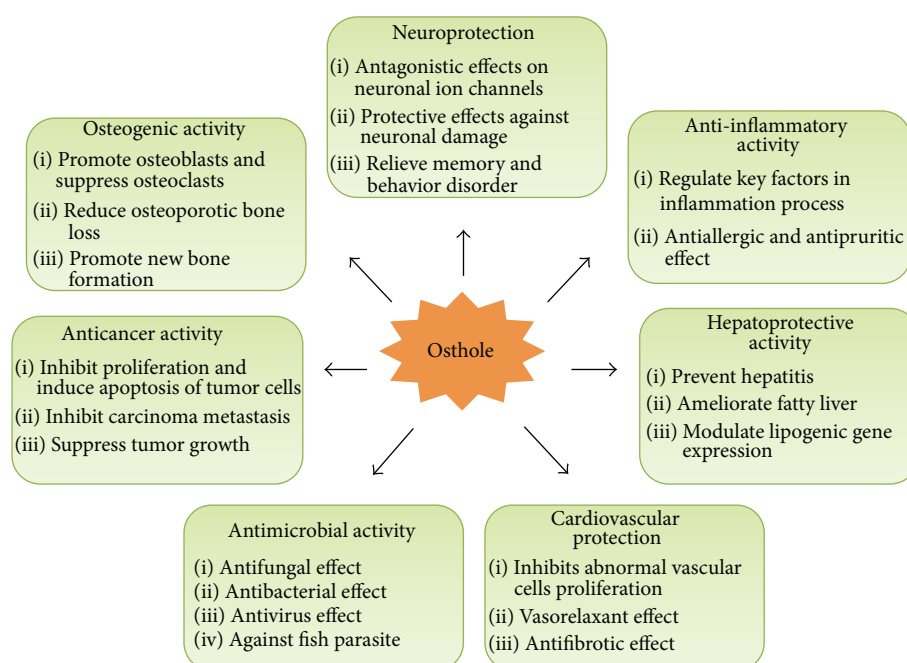 Neuroprotection
(i) Antagonistic effects on
neuronal ion channels
(ii) Protective effects against
neuronal damage
(iii) Relieve memory and
behavior disorder
Osteogenic activity
(i) Promote osteoblasts and
suppress osteoclasts
(ii) Reduce osteoporotic bone
loss
(iii) Promote new bone
formation
Anti-inflammatory
activity
(i) Regulate key factors in
inflammation process
(ii) Antiallergic and antipruritic
effect
Anticancer activity
(i) Inhibit proliferation and
induce apoptosis of tumor cells
(ii) Inhibit carcinoma metastasis
(iii) Suppress tumor growth
Osthole
Hepatoprotective
activity
(i) Prevent hepatitis
(ii) Ameliorate fatty liver
(iii) Modulate lipogenic gene
expression
Antimicrobial activity
(i) Antifungal effect
(ii) Antibacterial effect
(iii) Antivirus effect
(iv) Against fish parasite
Cardiovascular
protection
(i) Inhibits abnormal vascular
cells proliferation
(ii) Vasorelaxant effect
(iii) Antifibrotic effect